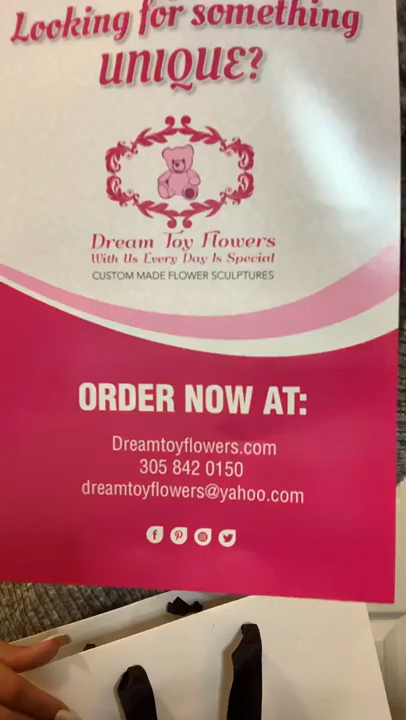 Looking for something
UNIQUE?
Dream Toy Flowers
With Us Every Day Is Special
CUSTOM MADE FLOWER SCULPTURES
ORDER NOW AT:
Dreamtoyflowers.com
305 842 0150
dreamtoyflowers@yahoo.com